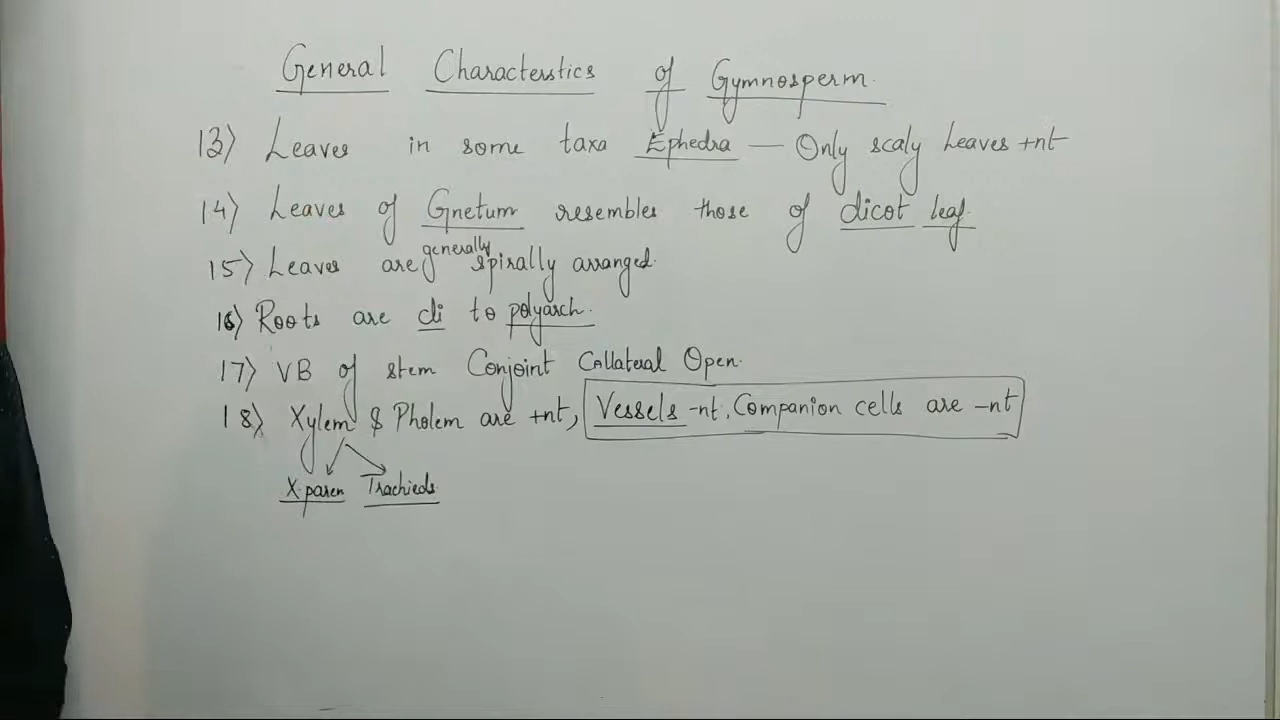 General Characterstics of Gymnosperm.
13) Leaves in some taxa Ephedra — Only scaly leaves +nt
14) Leaves of Gnetum resembles those of dicot leaf.
15) Leaves are generally spirally arranged.
16) Roots are di to polyarch.
17) VB of stem Conjoint Collateral Open.
18) Xylem & Pholem are +nt, Vessels -nt, Companion cells are -nt
X.paren Trachieds